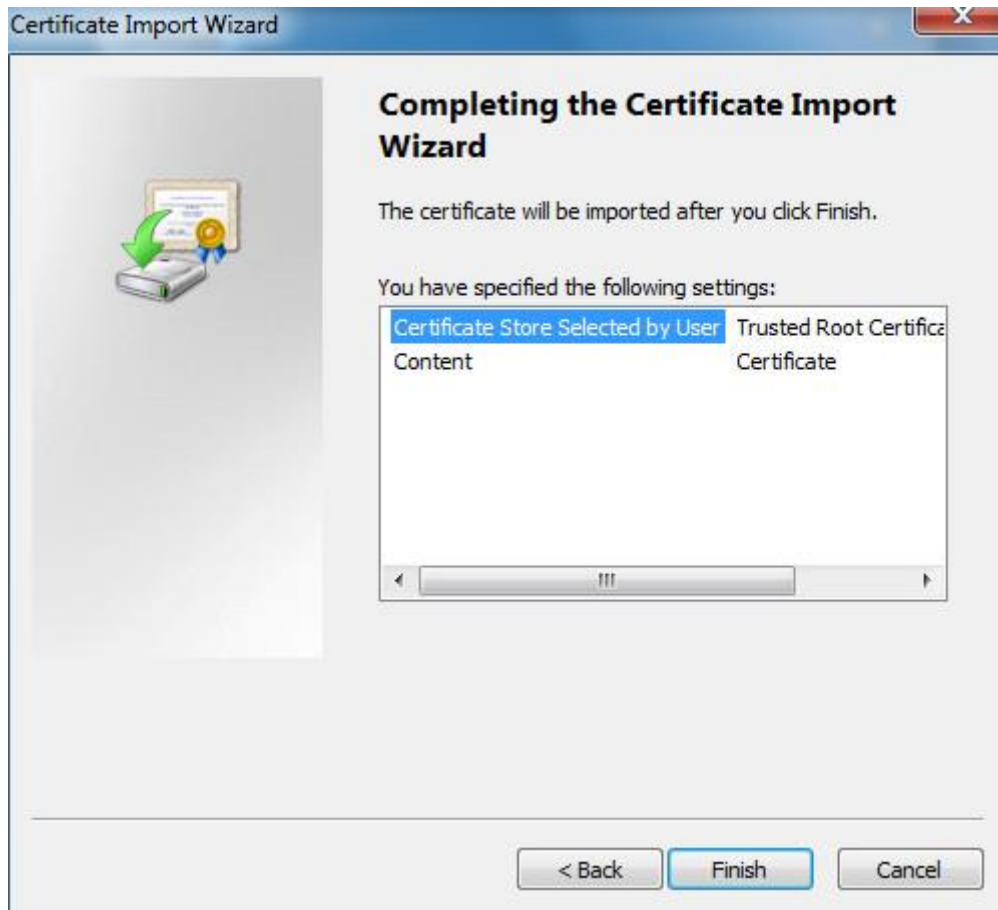 Certificate Import Wizard
Completing the Certificate Import
Wizard
The certificate will be imported after you click Finish.
You have specified the following settings:
Certificate Store Selected by User Trusted Root Certifica
Content Certificate
< Back Finish Cancel